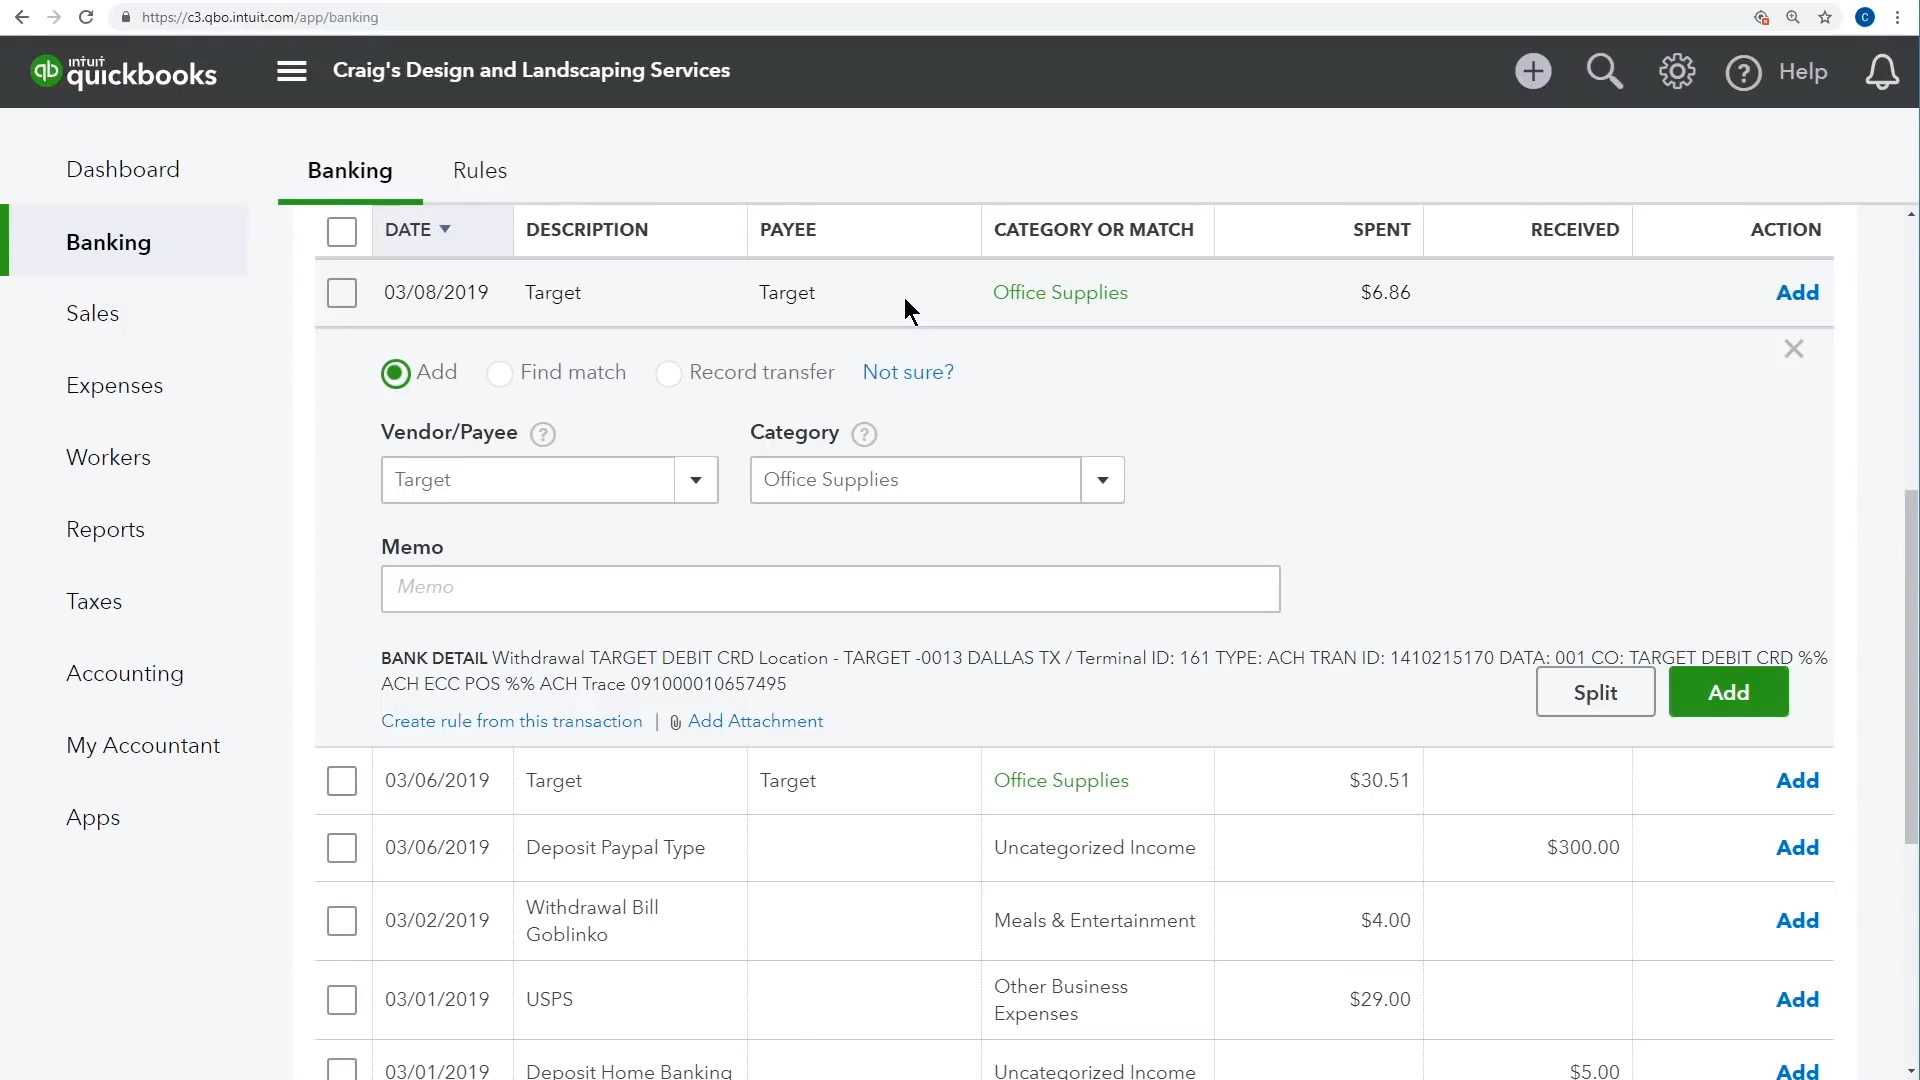 https://c3.qbo.intuit.com/app/banking
C
qb intuit quickbooks
Craig's Design and Landscaping Services
? Help
Dashboard
Banking
Sales
Expenses
Workers
Reports
Taxes
Accounting
My Accountant
Apps
Banking Rules
DATE DESCRIPTION PAYEE CATEGORY OR MATCH SPENT RECEIVED ACTION
03/08/2019 Target Target Office Supplies $6.86 Add
Add Find match Record transfer Not sure?
Vendor/Payee ? Category ?
Target Office Supplies
Memo
Memo
BANK DETAIL Withdrawal TARGET DEBIT CRD Location - TARGET -0013 DALLAS TX / Terminal ID: 161 TYPE: ACH TRAN ID: 1410215170 DATA: 001 CO: TARGET DEBIT CRD %%
ACH ECC POS %% ACH Trace 091000010657495
Split Add
Create rule from this transaction | Add Attachment
03/06/2019 Target Target Office Supplies $30.51 Add
03/06/2019 Deposit Paypal Type Uncategorized Income $300.00 Add
03/02/2019 Withdrawal Bill Goblinko Meals & Entertainment $4.00 Add
03/01/2019 USPS Other Business Expenses $29.00 Add
03/01/2019 Deposit Home Banking Uncategorized Income $5.00 Add